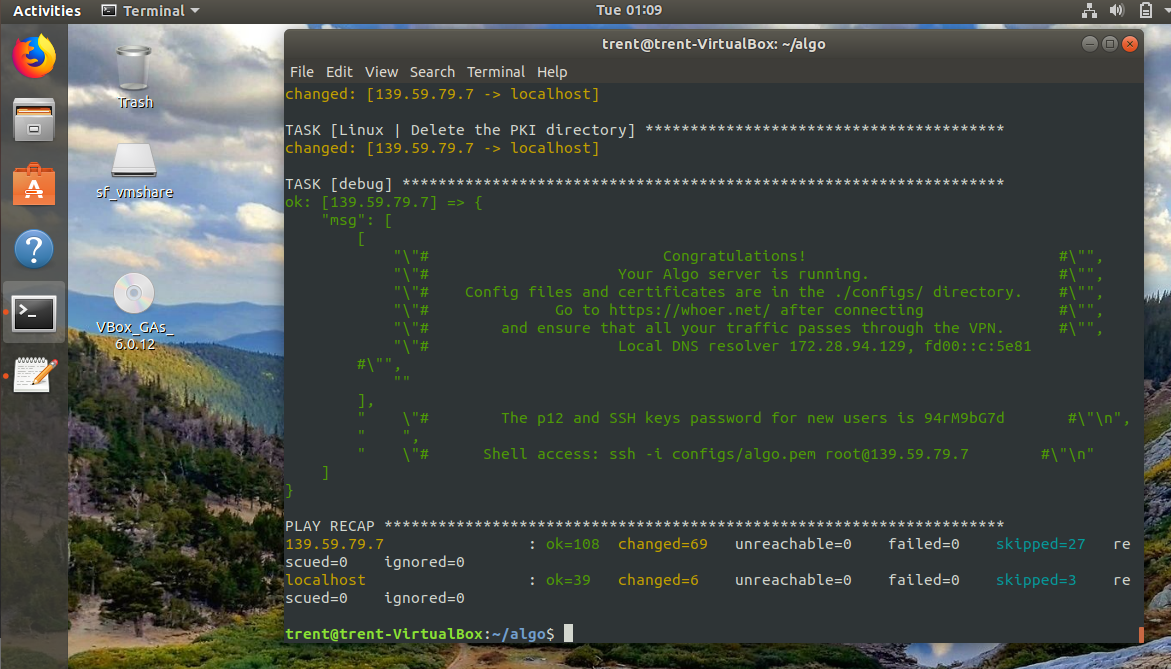 Activities Terminal Tue 01:09
trent@trent-VirtualBox: ~/algo
File Edit View Search Terminal Help
Trash
sf_vmshare
VBox_GAs_
6.0.12
changed: [139.59.79.7 -> localhost]
TASK [Linux | Delete the PKI directory] ****************************************
changed: [139.59.79.7 -> localhost]
TASK [debug] *******************************************************************
ok: [139.59.79.7] => {
"msg": [
[
"\"# Congratulations! #\"",
"\"# Your Algo server is running. #\"",
"\"# Config files and certificates are in the ./configs/ directory. #\"",
"\"# Go to https://whoer.net/ after connecting #\"",
"\"# and ensure that all your traffic passes through the VPN. #\"",
"\"# Local DNS resolver 172.28.94.129, fd00::c:5e81
#\"",
""
],
" \"# The p12 and SSH keys password for new users is 94rM9bG7d #\"\n",
" ",
" \"# Shell access: ssh -i configs/algo.pem root@139.59.79.7 #\"\n"
]
}
PLAY RECAP *********************************************************************
139.59.79.7 : ok=108 changed=69 unreachable=0 failed=0 skipped=27 re
scued=0 ignored=0
localhost : ok=39 changed=6 unreachable=0 failed=0 skipped=3 re
scued=0 ignored=0
trent@trent-VirtualBox:~/algo$